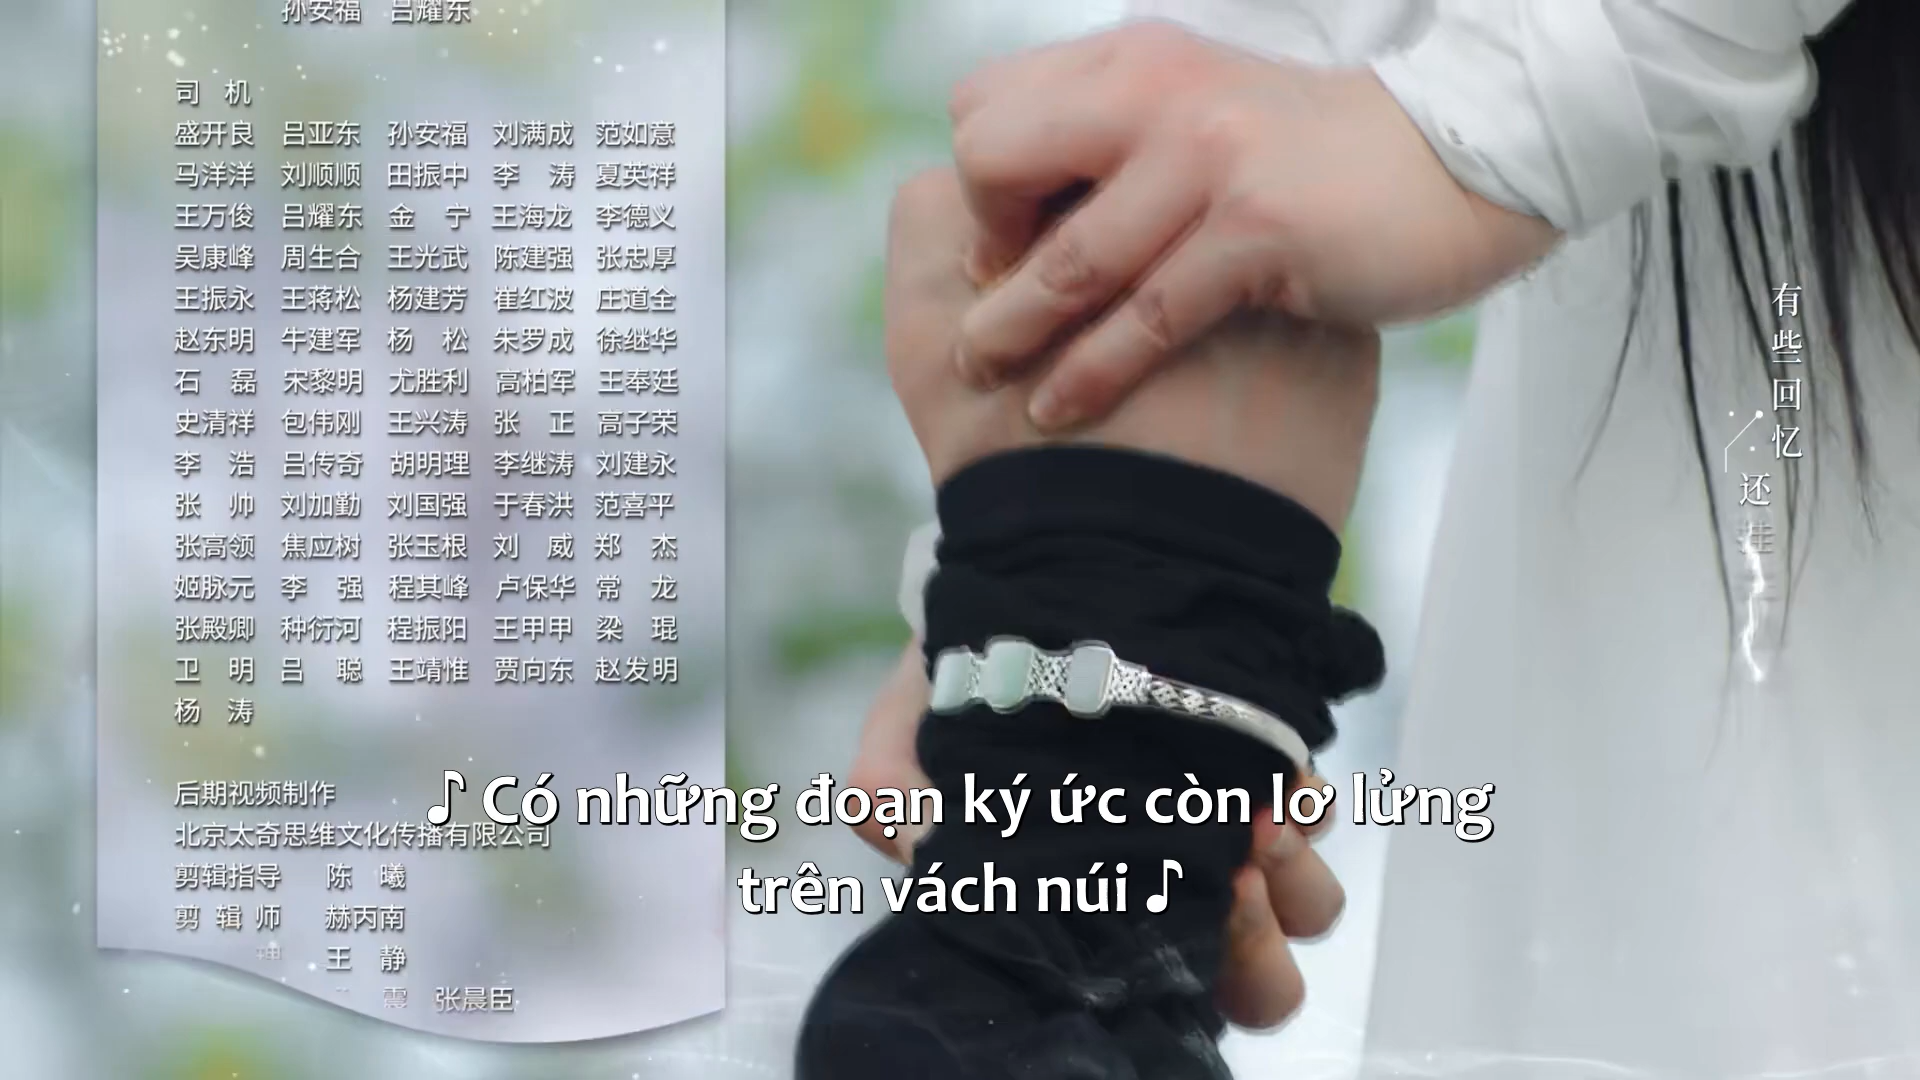 孙安福 吕耀东
司 机
盛开良 吕亚东 孙安福 刘满成 范如意
马洋洋 刘顺顺 田振中 李 涛 夏英祥
王万俊 吕耀东 金 宁 王海龙 李德义
吴康峰 周生合 王光武 陈建强 张忠厚
王振永 王蒋松 杨建芳 崔红波 庄道全
赵东明 牛建军 杨 松 朱罗成 徐继华
石 磊 宋黎明 尤胜利 高柏军 王奉廷
史清祥 包伟刚 王兴涛 张 正 高子荣
李 浩 吕传奇 胡明理 李继涛 刘建永
张 帅 刘加勤 刘国强 于春洪 范喜平
张高领 焦应树 张玉根 刘 威 郑 杰
姬脉元 李 强 程其峰 卢保华 常 龙
张殿卿 种衍河 程振阳 王甲甲 梁 琨
卫 明 吕 聪 王靖惟 贾向东 赵发明
杨 涛
后期视频制作
北京太奇思维文化传播有限公司
剪辑指导 陈 曦
剪 辑 师 赫丙南
王 静
震 张晨臣
有些回忆
还挂
♪ Có những đoạn ký ức còn lơ lửng
trên vách núi ♪